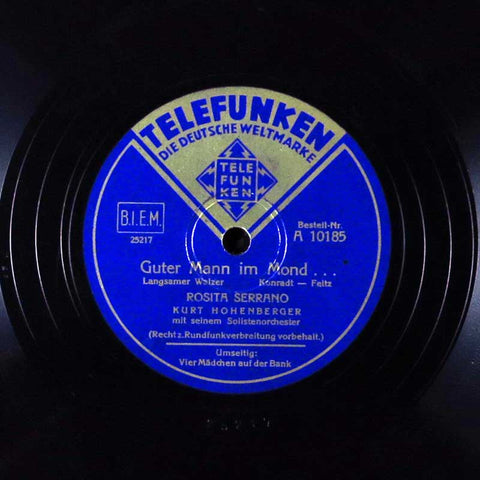 TELEFUNKEN
DIE DEUTSCHE WELTMARKE
TELE
FUN
KEN
B.I.E.M.
25217
Bestell-Nr.
A 10185
Guter Mann im Mond . . .
Langsamer Walzer Konradt — Feltz
ROSITA SERRANO
KURT HOHENBERGER
mit seinem Solistenorchester
(Recht z. Rundfunkverbreitung vorbehalt.)
Umseitig:
Vier Mädchen auf der Bank